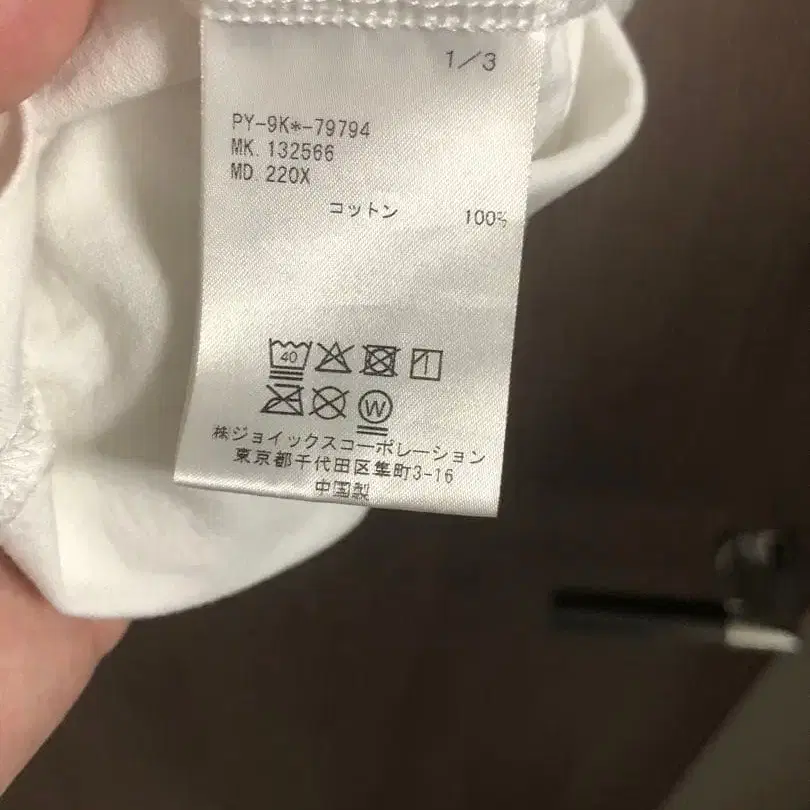 1/3
PY-9K*-79794
MK. 132566
MD. 220X
コットン 100%
40
W
㈱ジョイックスコーポレーション
東京都千代田区隼町3-16
中国製